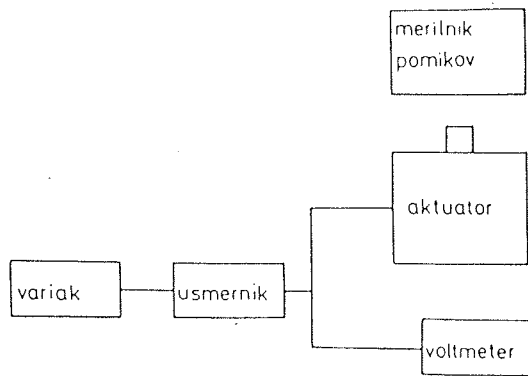 merilnik
pomikov
aktuator
variak
usmernik
voltmeter